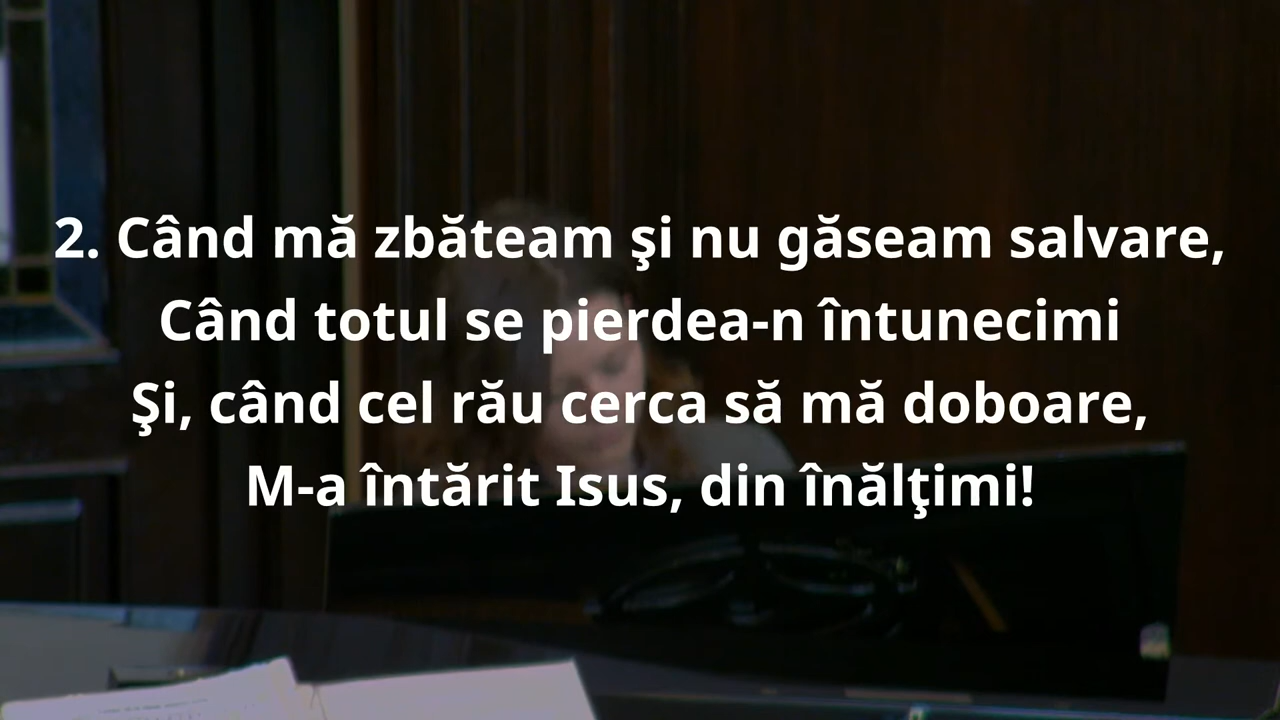 2. Când mă zbăteam şi nu găseam salvare,
Când totul se pierdea-n întunecimi
Şi, când cel rău cerca să mă doboare,
M-a întărit Isus, din înălţimi!